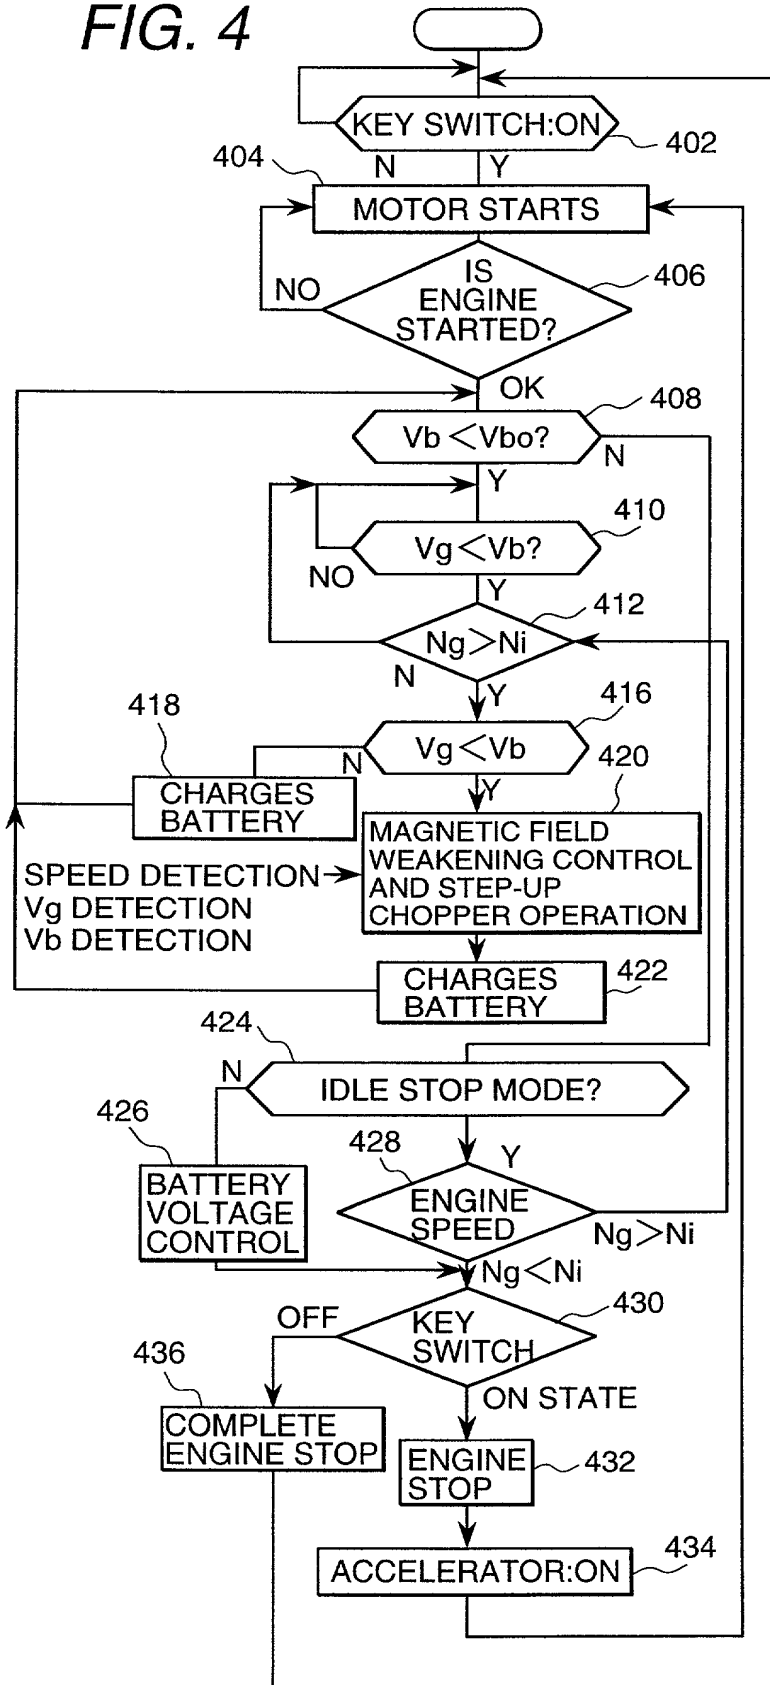 FIG. 4
KEY SWITCH:ON
402
N
Y
404
MOTOR STARTS
IS
ENGINE
STARTED?
406
NO
OK
408
Vb<Vbo?
N
Y
410
Vg<Vb?
NO
Y
412
Ng>Ni
N
Y
416
418
Vg<Vb
N
Y
420
CHARGES
BATTERY
MAGNETIC FIELD
WEAKENING CONTROL
AND STEP-UP
CHOPPER OPERATION
SPEED DETECTION
Vg DETECTION
Vb DETECTION
CHARGES
BATTERY
422
424
N
IDLE STOP MODE?
426
428
Y
BATTERY
VOLTAGE
CONTROL
ENGINE
SPEED
Ng>Ni
Ng<Ni
OFF
430
KEY
SWITCH
436
ON STATE
COMPLETE
ENGINE STOP
ENGINE
STOP
432
ACCELERATOR:ON
434